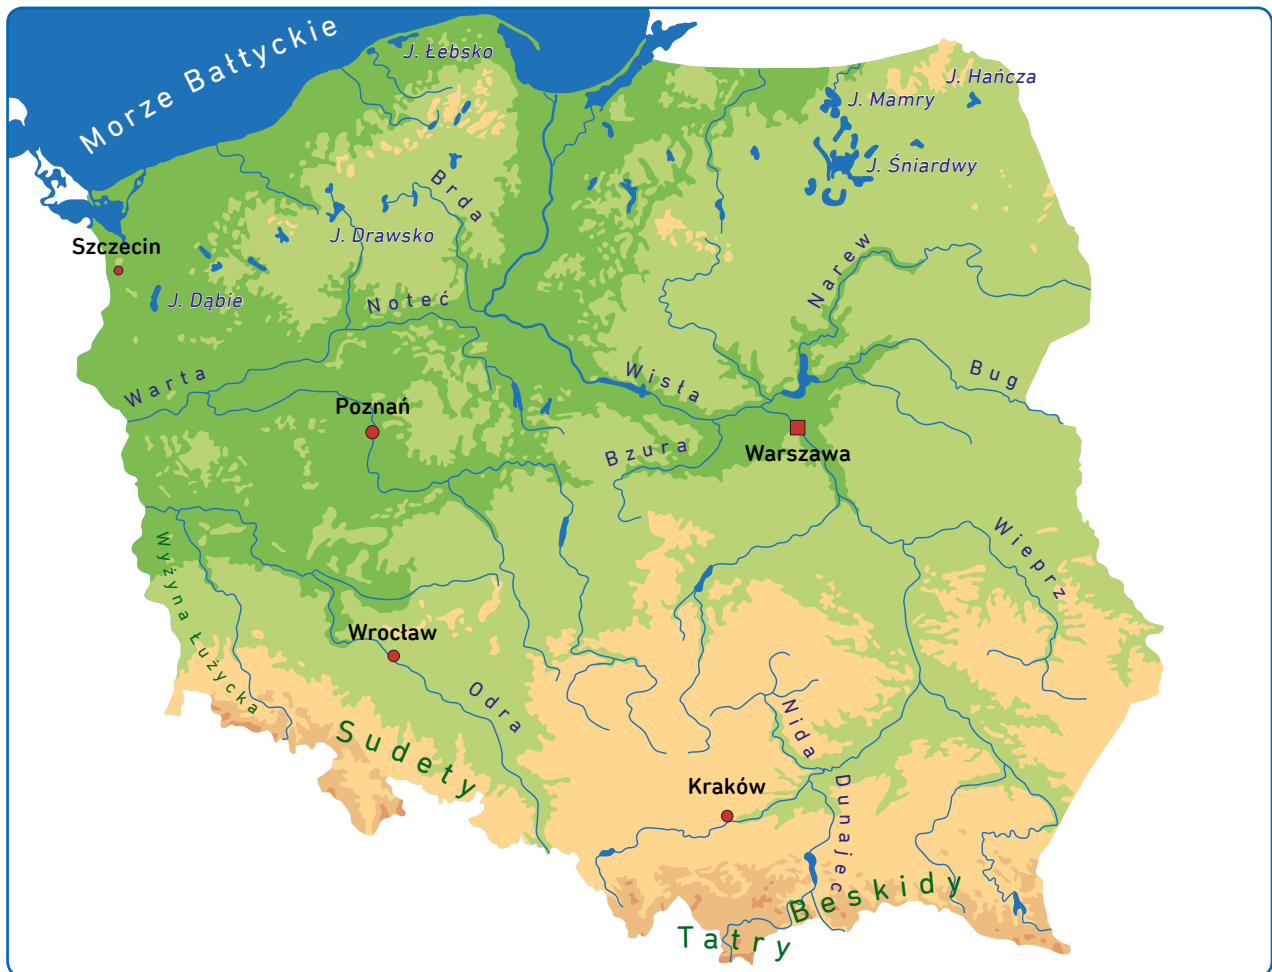 Morze Bałtyckie
J. Łebsko
J. Hańcza
J. Mamry
J. Śniardwy
Brda
J. Drawsko
Szczecin
J. Dąbie
Noteć
Narew
Warta
Wisła
Bug
Poznań
Bzura
Warszawa
Wieprz
Wyżyna Łużycka
Wrocław
Odra
Nida
Sudety
Kraków
Dunajec
Beskidy
Tatry